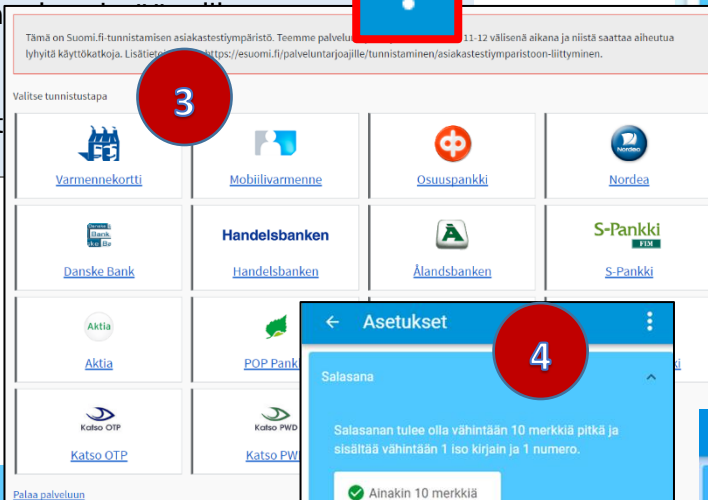 Tämä on Suomi.fi-tunnistamisen asiakastestiympäristö. Teemme palvelu 11-12 välisenä aikana ja niistä saattaa aiheutua
lyhyitä käyttökatkoja. https://esuomi.fi/palveluntarjoajille/tunnistaminen/asiakastestiymparistoon-liittyminen.
Valitse tunnistustapa
3
Varmennekortti
Mobiilivarmenne
Osuuspankki
Nordea
Nordea
Danske Bank
Handelsbanken
Handelsbanken
Ålandsbanken
S-Pankki
FIM
S-Pankki
Aktia
Aktia
POP Pank
Katso OTP
Katso OTP
Katso PWD
Katso PW
Palaa palveluun
Asetukset
4
Salasana
Salasanan tulee olla vähintään 10 merkkiä pitkä ja
sisältää vähintään 1 iso kirjain ja 1 numero.
Ainakin 10 merkkiä